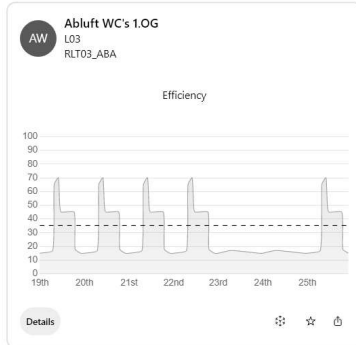 AW
Abluft WC's 1.OG
L03
RLT03_ABA
Efficiency
100
90
80
70
60
50
40
30
20
10
0
19th 20th 21st 22nd 23rd 24th 25th
Details